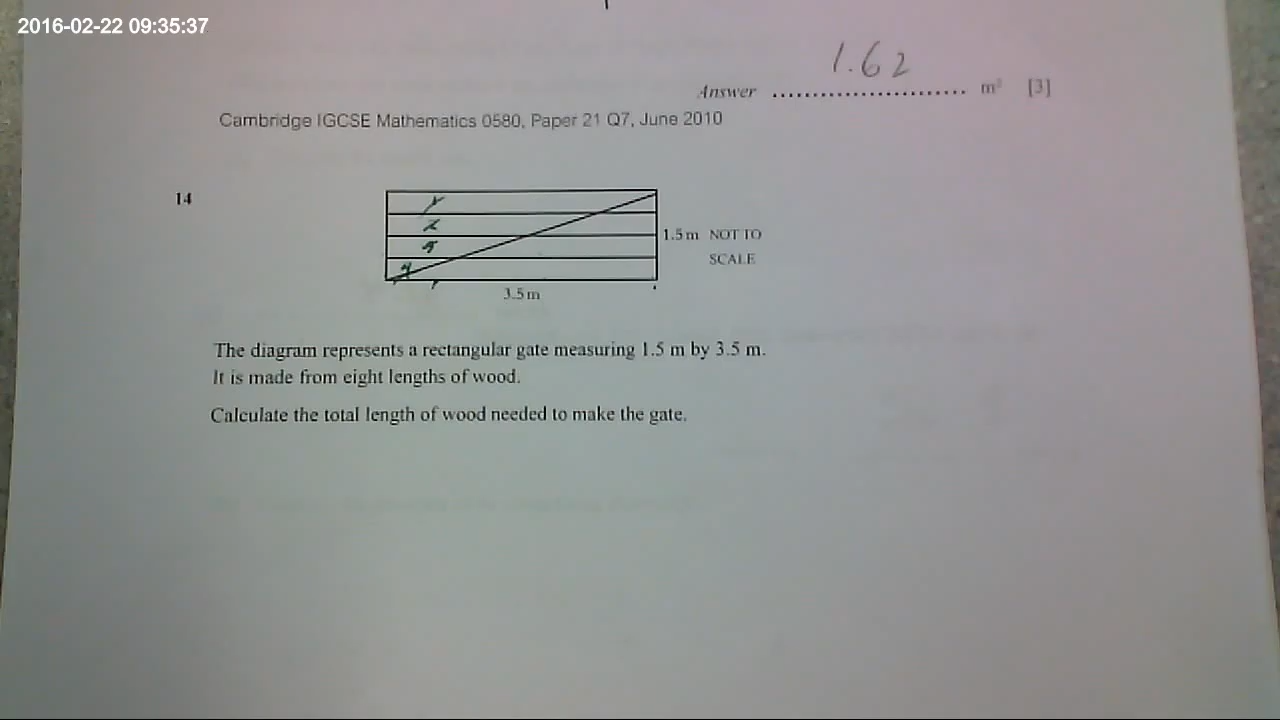 2016-02-22 09:35:37
1.62
Answer ........................ m² [3]
Cambridge IGCSE Mathematics 0580, Paper 21 Q7, June 2010
14
1.5 m NOT TO
SCALE
3.5 m
The diagram represents a rectangular gate measuring 1.5 m by 3.5 m.
It is made from eight lengths of wood.
Calculate the total length of wood needed to make the gate.